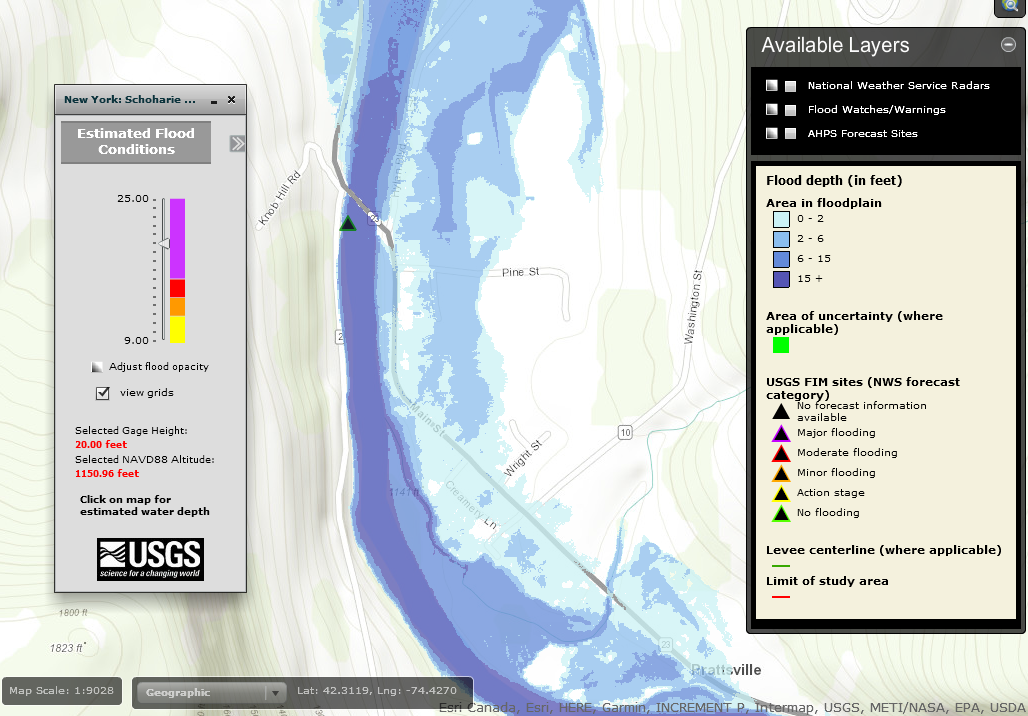 New York: Schoharie ...
Estimated Flood
Conditions
25.00
9.00
Adjust flood opacity
view grids
Selected Gage Height:
20.00 feet
Selected NAVD88 Altitude:
1150.96 feet
Click on map for
estimated water depth
USGS
science for a changing world
Knob Hill Rd
Pine St
Washington St
Main St
10
Wright St
1141 ft
Creamery Ln
23
Prattsville
1800 ft
1823 ft
Available Layers
National Weather Service Radars
Flood Watches/Warnings
AHPS Forecast Sites
Flood depth (in feet)
Area in floodplain
0 - 2
2 - 6
6 - 15
15 +
Area of uncertainty (where
applicable)
USGS FIM sites (NWS forecast
category)
No forecast information
available
Major flooding
Moderate flooding
Minor flooding
Action stage
No flooding
Levee centerline (where applicable)
Limit of study area
Map Scale: 1:9028
Geographic
Lat: 42.3119, Lng: -74.4270
Esri Canada, Esri, HERE, Garmin, INCREMENT P, Intermap, USGS, METI/NASA, EPA, USDA